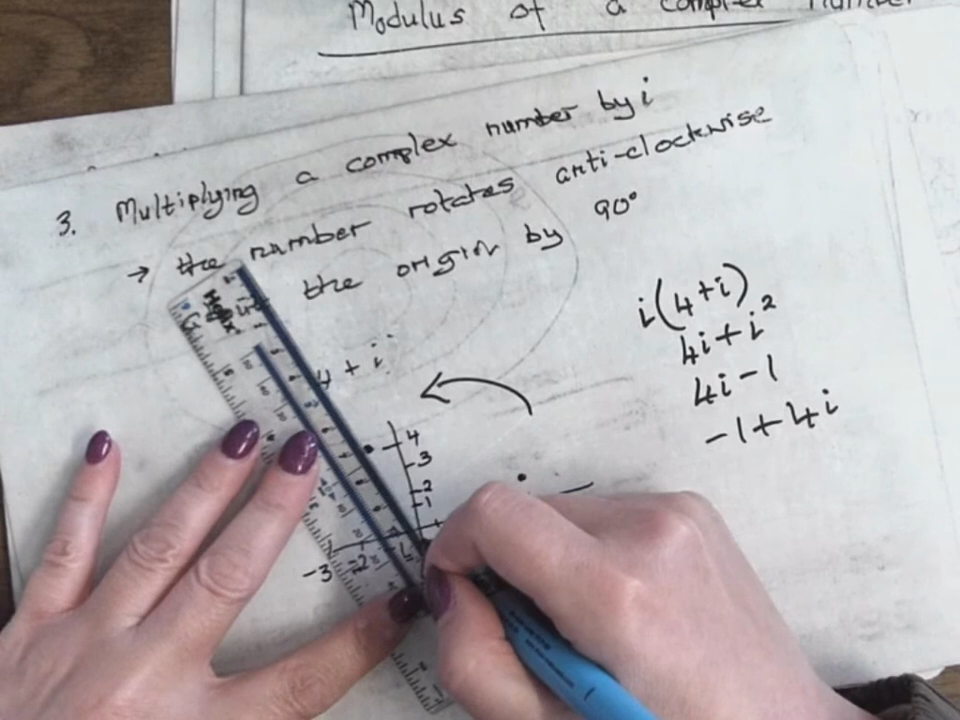 Modulus of a complex number
3. Multiplying a complex number by i
→ the number rotates anti-clockwise
the origin by 90°
4 + i
i(4+i)
4i + i²
4i - 1
-1 + 4i
4
3
2
1
-3 -2